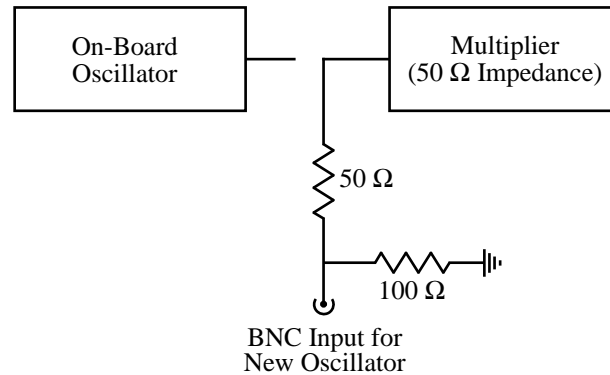 On-Board
Oscillator
Multiplier
(50 Ω Impedance)
50 Ω
100 Ω
BNC Input for
New Oscillator